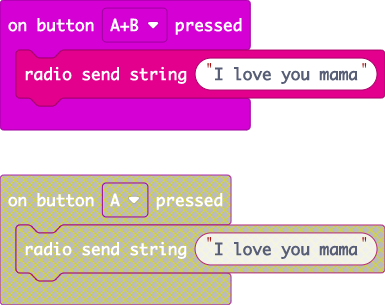 on button A+B pressed
radio send string "I love you mama"
on button A pressed
radio send string "I love you mama"